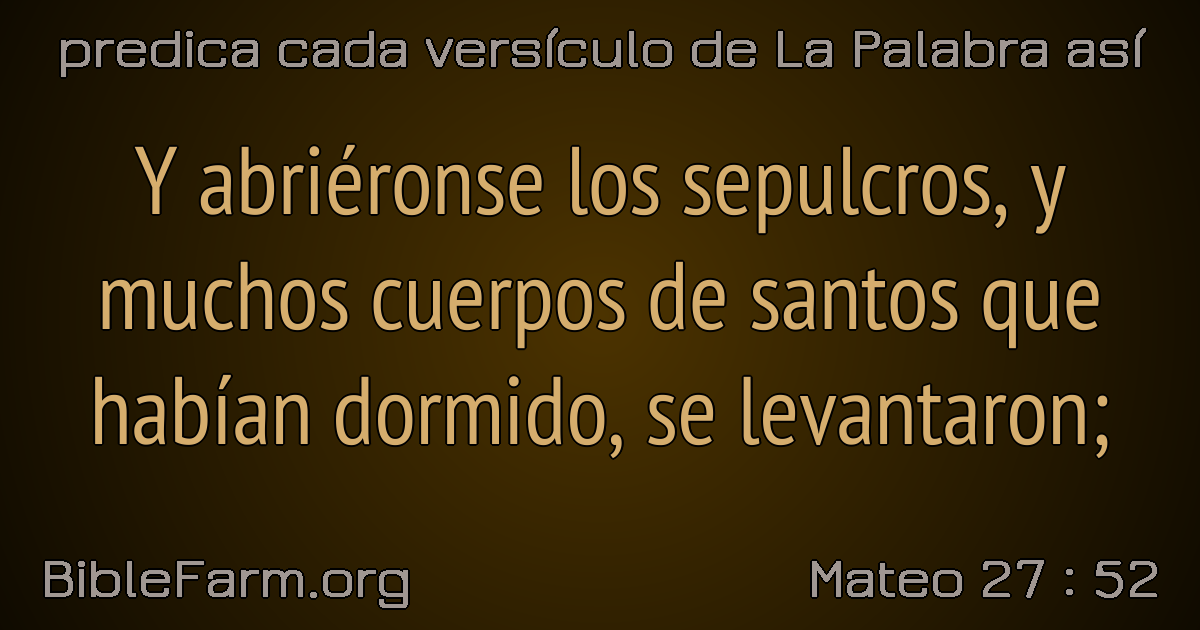 predica cada versículo de La Palabra así
Y abriéronse los sepulcros, y
muchos cuerpos de santos que
habían dormido, se levantaron;
BibleFarm.org
Mateo 27 : 52